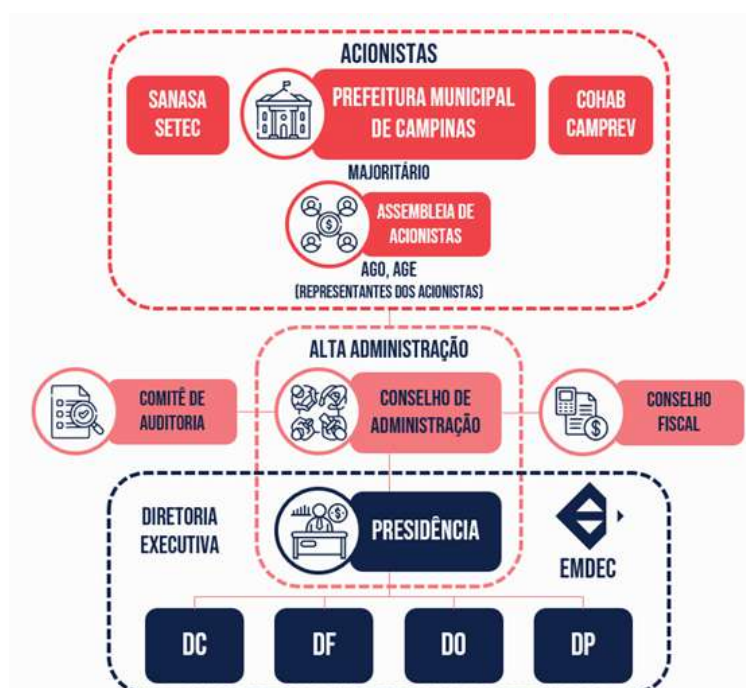 ACIONISTAS
SANASA
SETEC
PREFEITURA MUNICIPAL
DE CAMPINAS
COHAB
CAMPREV
MAJORITÁRIO
ASSEMBLEIA DE
ACIONISTAS
AGO, AGE
(REPRESENTANTES DOS ACIONISTAS)
ALTA ADMINISTRAÇÃO
COMITÊ DE
AUDITORIA
CONSELHO DE
ADMINISTRAÇÃO
CONSELHO
FISCAL
DIRETORIA
EXECUTIVA
PRESIDÊNCIA
EMDEC
DC
DF
DO
DP